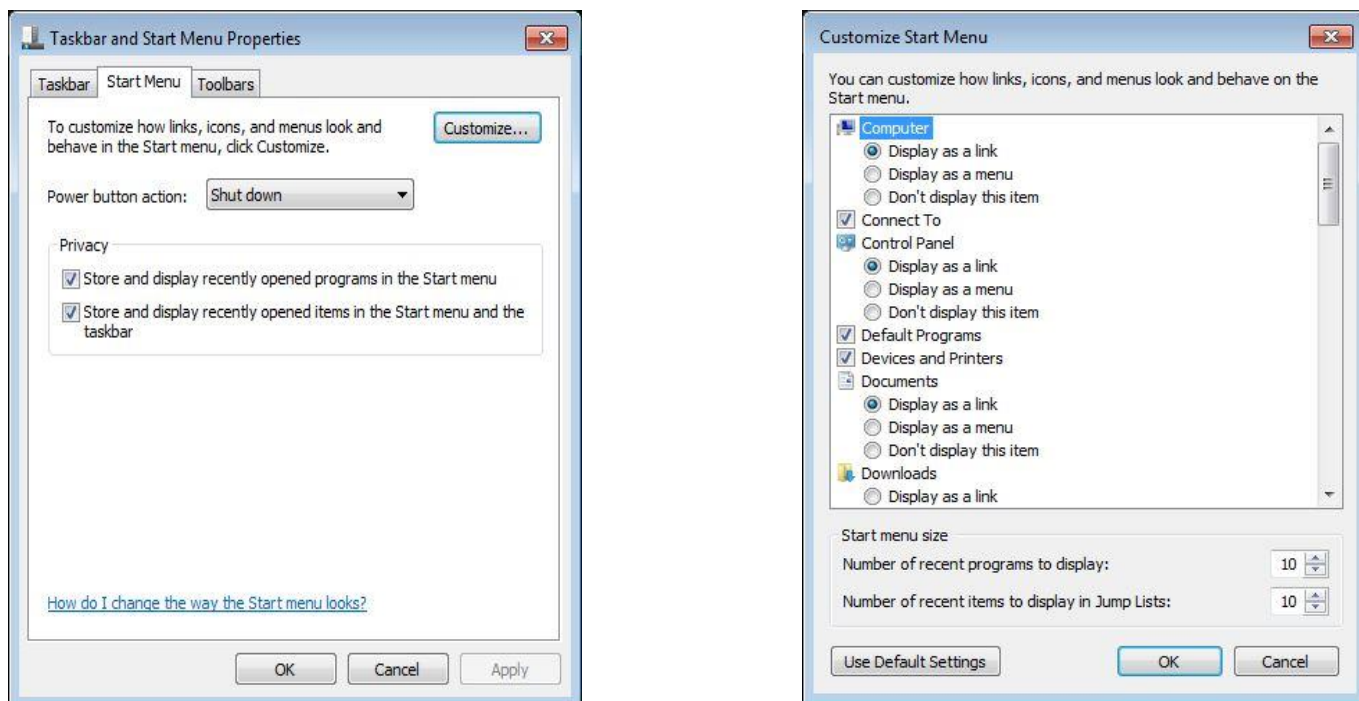 Taskbar and Start Menu Properties
Taskbar
Start Menu
Toolbars
To customize how links, icons, and menus look and
behave in the Start menu, click Customize.
Customize...
Power button action:
Shut down
Privacy
Store and display recently opened programs in the Start menu
Store and display recently opened items in the Start menu and the
taskbar
How do I change the way the Start menu looks?
OK
Cancel
Apply
Customize Start Menu
You can customize how links, icons, and menus look and behave on the
Start menu.
Computer
Display as a link
Display as a menu
Don't display this item
Connect To
Control Panel
Display as a link
Display as a menu
Don't display this item
Default Programs
Devices and Printers
Documents
Display as a link
Display as a menu
Don't display this item
Downloads
Display as a link
Start menu size
Number of recent programs to display:
10
Number of recent items to display in Jump Lists:
10
Use Default Settings
OK
Cancel